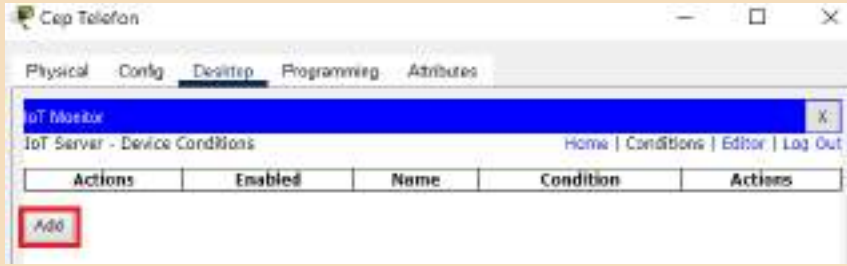 Cep Telefon
Physical Config Desktop Programming Attributes
IoT Monitor X
IoT Server - Device Conditions Home | Conditions | Editor | Log Out
Actions Enabled Name Condition Actions
Add